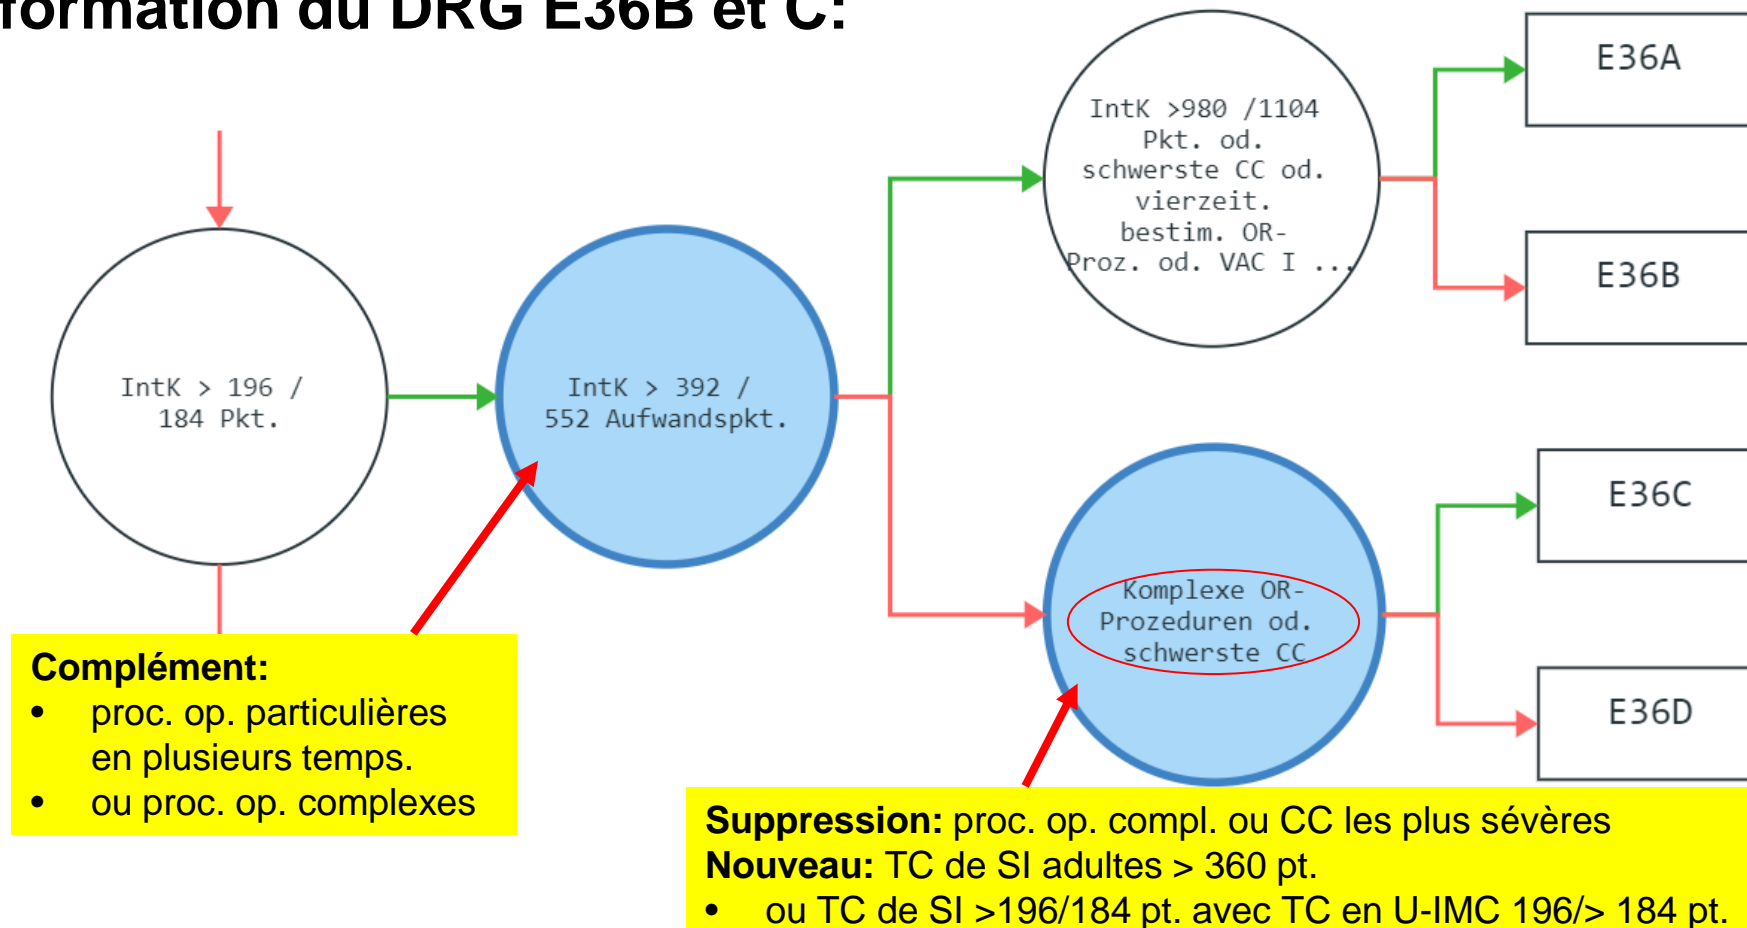 formation du DRG E36B et C:
IntK > 196 /
184 Pkt.
IntK > 392 /
552 Aufwandspkt.
IntK >980 /1104
Pkt. od.
schwerste CC od.
vierzeit.
bestim. OR-
Proz. od. VAC I ...
E36A
E36B
Komplexe OR-
Prozeduren od.
schwerste CC
E36C
E36D
Complément:
• proc. op. particulières
en plusieurs temps.
• ou proc. op. complexes
Suppression: proc. op. compl. ou CC les plus sévères
Nouveau: TC de SI adultes > 360 pt.
• ou TC de SI >196/184 pt. avec TC en U-IMC 196/> 184 pt.